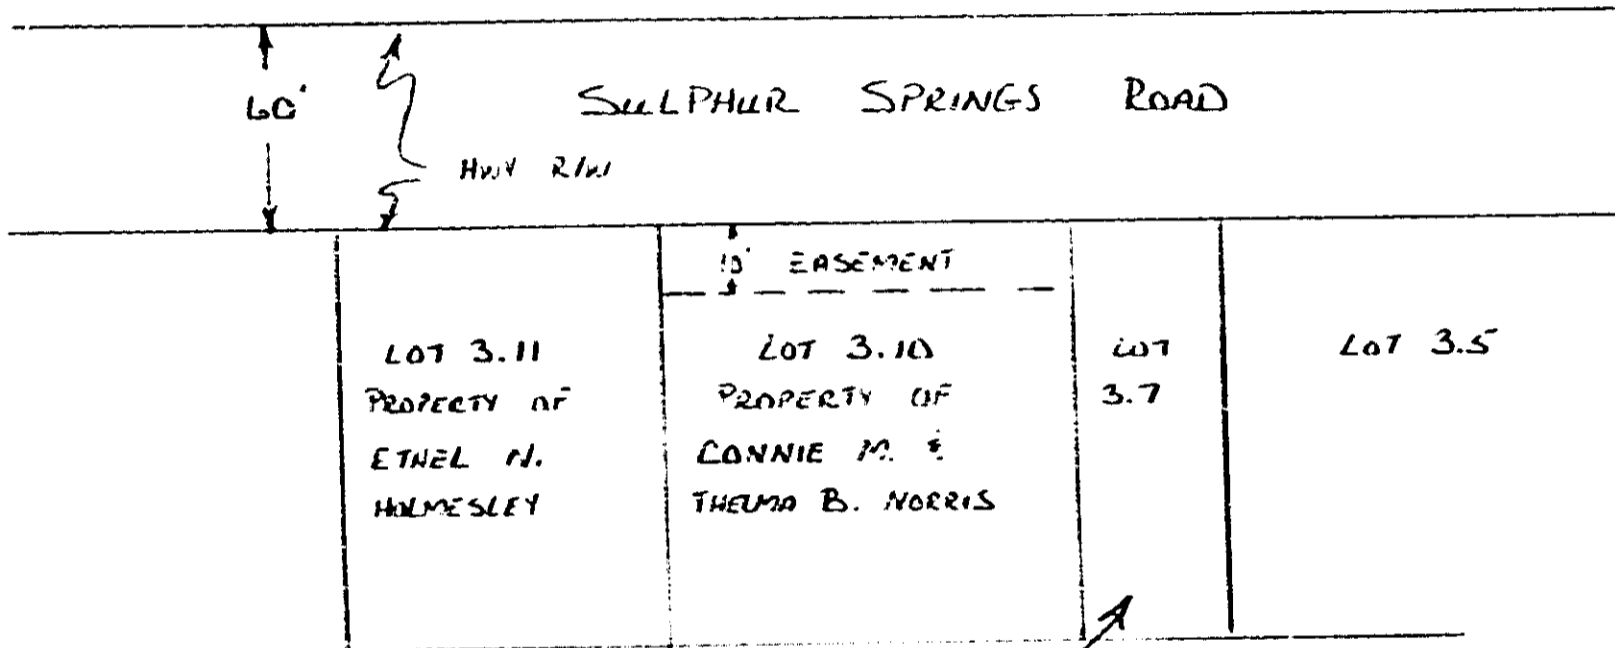 60'
SULPHUR SPRINGS ROAD
HWY R/W
10' EASEMENT
LOT 3.11
PROPERTY OF
ETHEL N.
HOLMESLEY
LOT 3.10
PROPERTY OF
CONNIE M. &
THELMA B. NORRIS
LOT
3.7
LOT 3.5